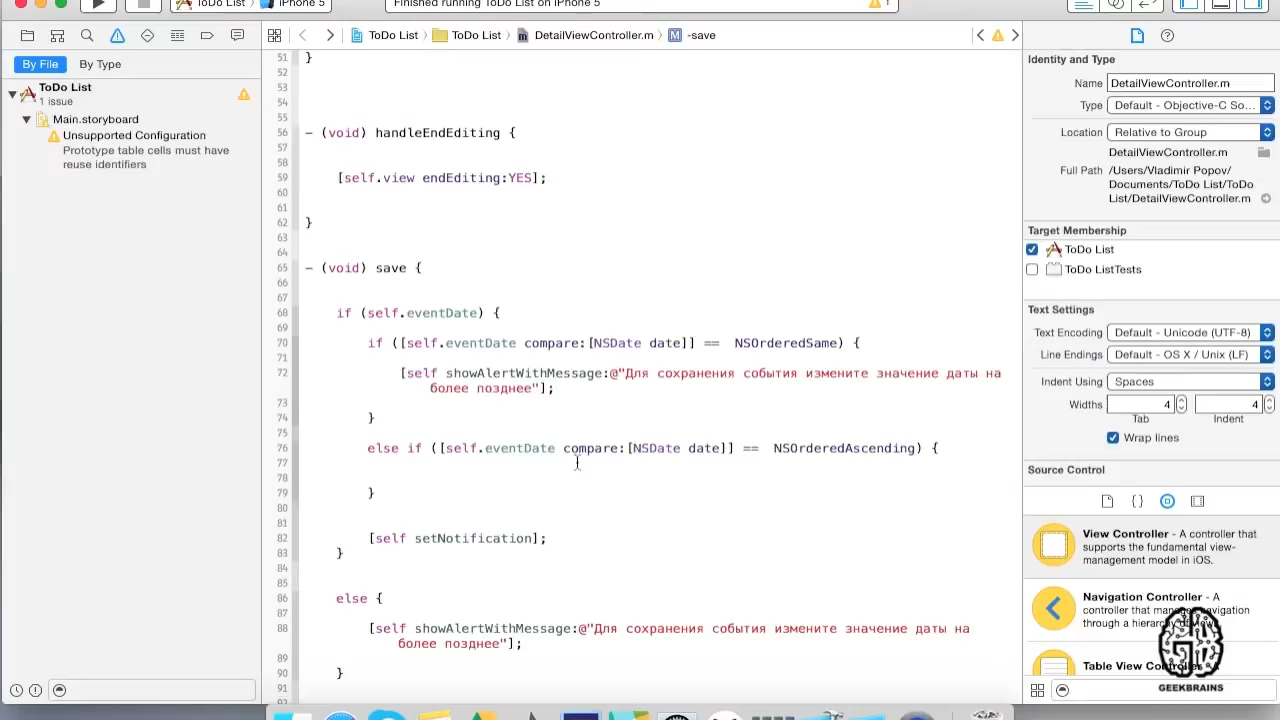 ToDo List
iPhone 5
Finished running ToDo List on iPhone 5
1
ToDo List
ToDo List
DetailViewController.m
M
-save
By File
By Type
ToDo List
1 issue
Main.storyboard
Unsupported Configuration
Prototype table cells must have
reuse identifiers
51 }
52
53
54
55
56 - (void) handleEndEditing {
57
58
59 [self.view endEditing:YES];
60
61
62 }
63
64
65 - (void) save {
66
67
68 if (self.eventDate) {
69
70 if ([self.eventDate compare:[NSDate date]] == NSOrderedSame) {
71
72 [self showAlertWithMessage:@"Для сохранения события измените значение даты на
более позднее"];
73
74 }
75
76 else if ([self.eventDate compare:[NSDate date]] == NSOrderedAscending) {
77
78
79 }
80
81
82 [self setNotification];
83 }
84
85
86 else {
87
88 [self showAlertWithMessage:@"Для сохранения события измените значение даты на
более позднее"];
89
90 }
91
Identity and Type
Name DetailViewController.m
Type Default - Objective-C So...
Location Relative to Group
DetailViewController.m
Full Path /Users/Vladimir Popov/
Documents/ToDo List/ToDo
List/DetailViewController.m
Target Membership
ToDo List
ToDo ListTests
Text Settings
Text Encoding Default - Unicode (UTF-8)
Line Endings Default - OS X / Unix (LF)
Indent Using Spaces
Widths 4 4
Tab Indent
Wrap lines
Source Control
{ }
View Controller - A controller that
supports the fundamental view-
management model in iOS.
Navigation Controller - A
controller that manages navigation
through a hierarchy of views.
Table View Controller - A
GEEKBRAINS